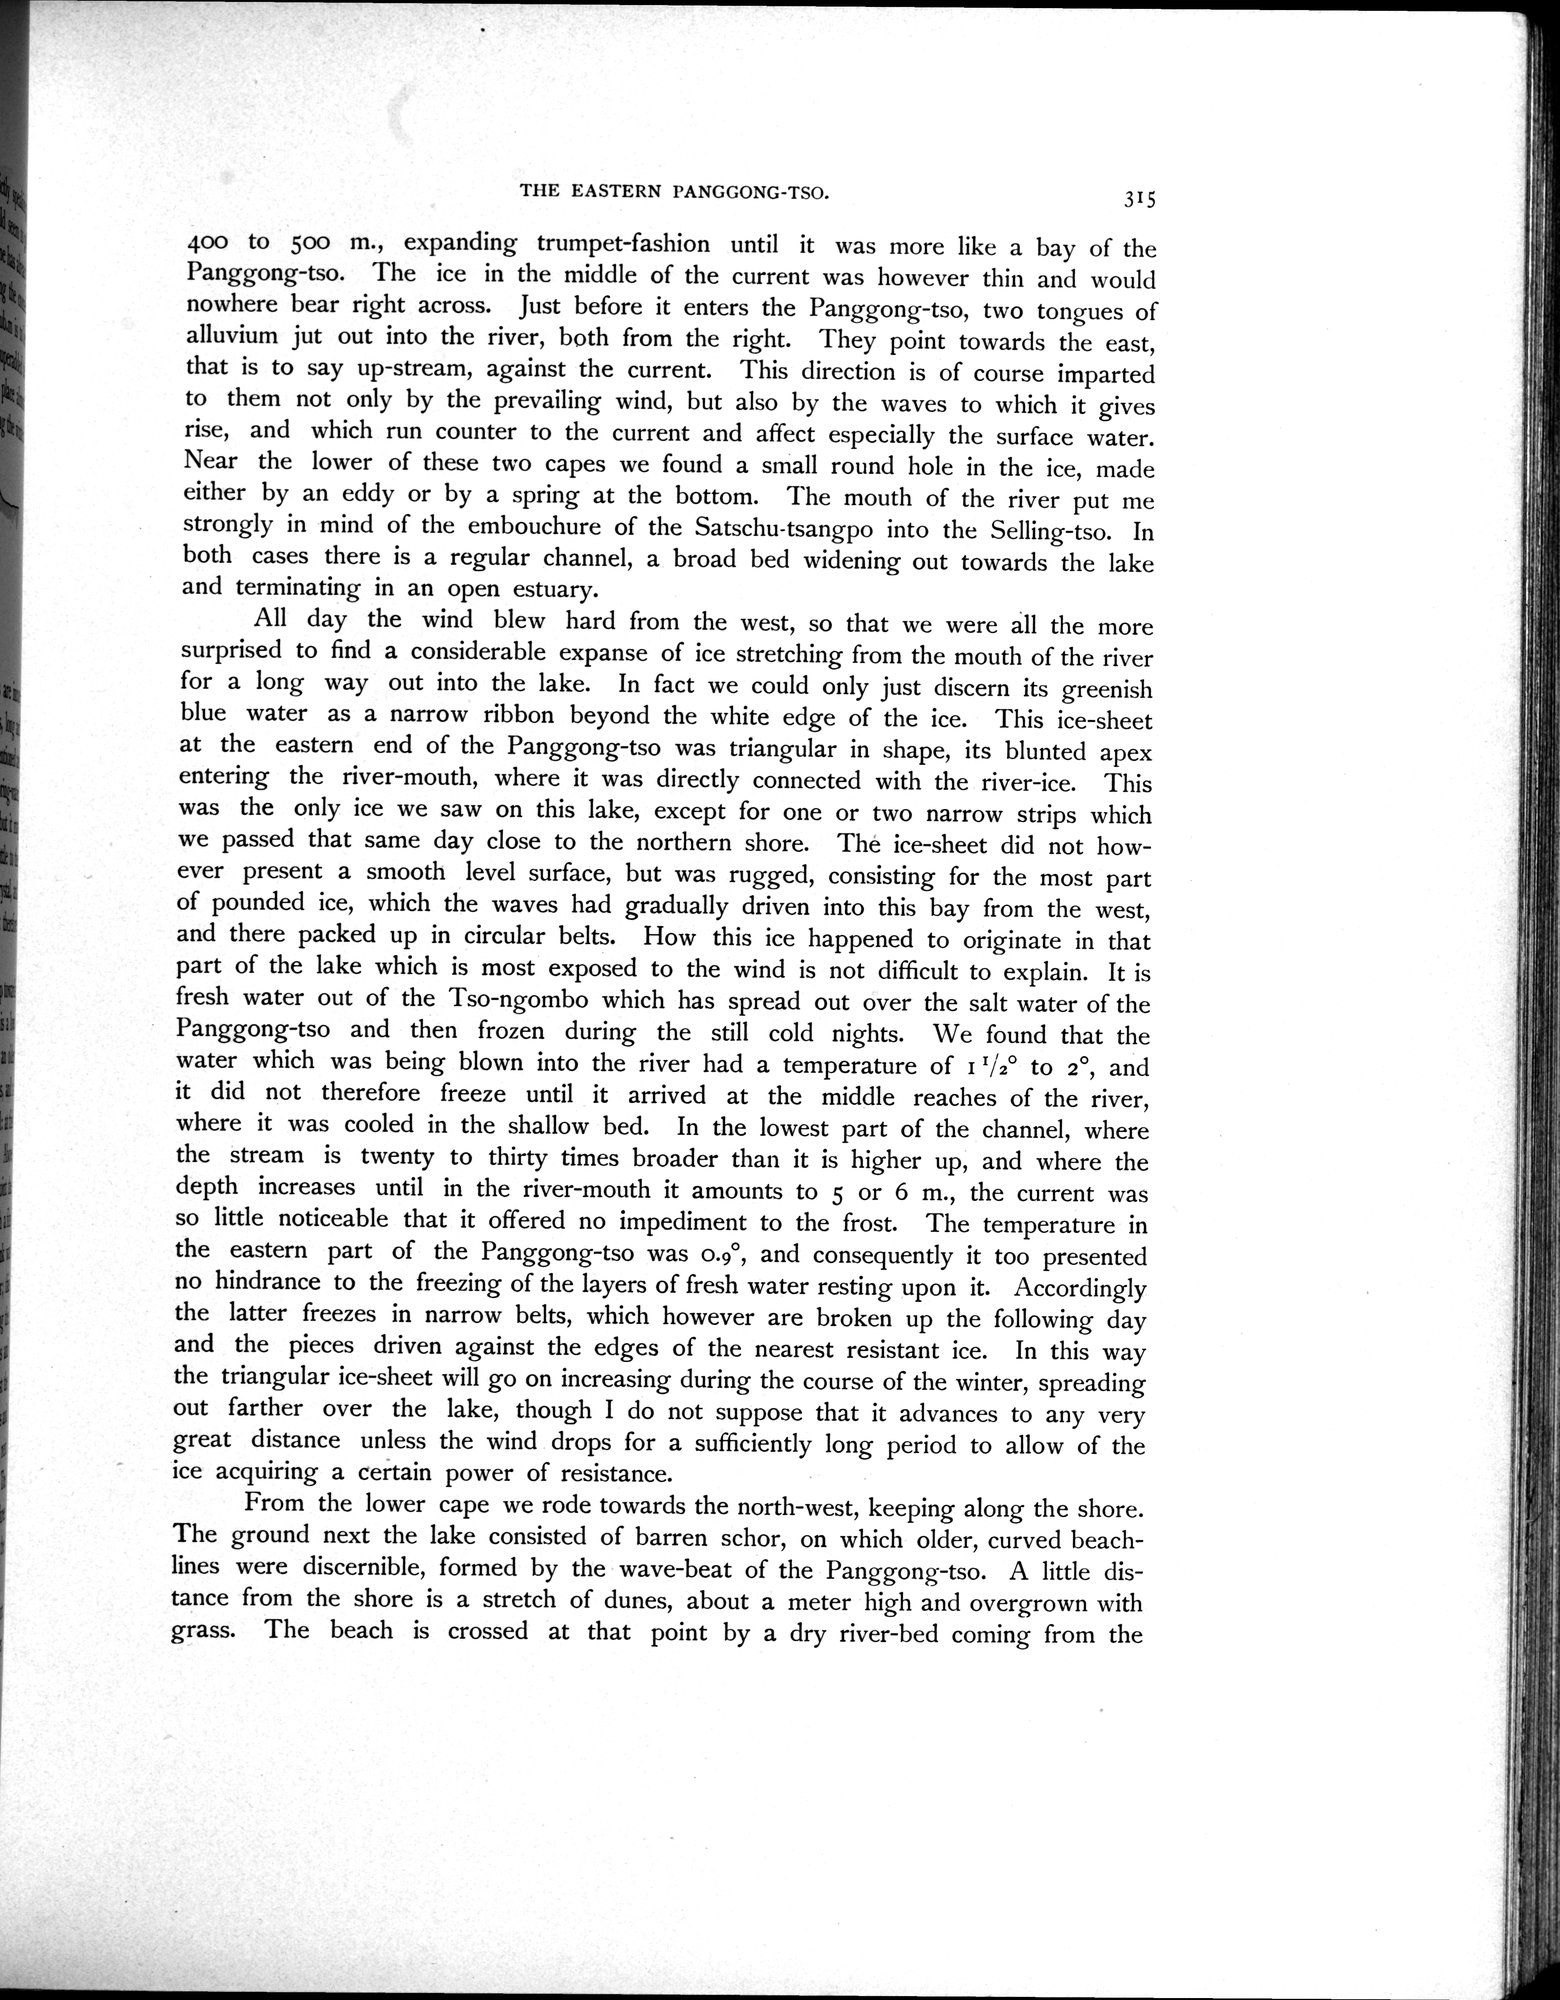 THE EASTERN PANGGONG-TSO. 315
400 to 500 m., expanding trumpet-fashion until it was more like a bay of the
Panggong-tso. The ice in the middle of the current was however thin and would
nowhere bear right across. Just before it enters the Panggong-tso, two tongues of
alluvium jut out into the river, both from the right. They point towards the east,
that is to say up-stream, against the current. This direction is of course imparted
to them not only by the prevailing wind, but also by the waves to which it gives
rise, and which run counter to the current and affect especially the surface water.
Near the lower of these two capes we found a small round hole in the ice, made
either by an eddy or by a spring at the bottom. The mouth of the river put me
strongly in mind of the embouchure of the Satschu-tsangpo into the Selling-tso. In
both cases there is a regular channel, a broad bed widening out towards the lake
and terminating in an open estuary.
All day the wind blew hard from the west, so that we were all the more
surprised to find a considerable expanse of ice stretching from the mouth of the river
for a long way out into the lake. In fact we could only just discern its greenish
blue water as a narrow ribbon beyond the white edge of the ice. This ice-sheet
at the eastern end of the Panggong-tso was triangular in shape, its blunted apex
entering the river-mouth, where it was directly connected with the river-ice. This
was the only ice we saw on this lake, except for one or two narrow strips which
we passed that same day close to the northern shore. The ice-sheet did not how-
ever present a smooth level surface, but was rugged, consisting for the most part
of pounded ice, which the waves had gradually driven into this bay from the west,
and there packed up in circular belts. How this ice happened to originate in that
part of the lake which is most exposed to the wind is not difficult to explain. It is
fresh water out of the Tso-ngombo which has spread out over the salt water of the
Panggong-tso and then frozen during the still cold nights. We found that the
water which was being blown into the river had a temperature of 1 1/2° to 2°, and
it did not therefore freeze until it arrived at the middle reaches of the river,
where it was cooled in the shallow bed. In the lowest part of the channel, where
the stream is twenty to thirty times broader than it is higher up, and where the
depth increases until in the river-mouth it amounts to 5 or 6 m., the current was
so little noticeable that it offered no impediment to the frost. The temperature in
the eastern part of the Panggong-tso was 0.9°, and consequently it too presented
no hindrance to the freezing of the layers of fresh water resting upon it. Accordingly
the latter freezes in narrow belts, which however are broken up the following day
and the pieces driven against the edges of the nearest resistant ice. In this way
the triangular ice-sheet will go on increasing during the course of the winter, spreading
out farther over the lake, though I do not suppose that it advances to any very
great distance unless the wind drops for a sufficiently long period to allow of the
ice acquiring a certain power of resistance.
From the lower cape we rode towards the north-west, keeping along the shore.
The ground next the lake consisted of barren schor, on which older, curved beach-
lines were discernible, formed by the wave-beat of the Panggong-tso. A little dis-
tance from the shore is a stretch of dunes, about a meter high and overgrown with
grass. The beach is crossed at that point by a dry river-bed coming from the